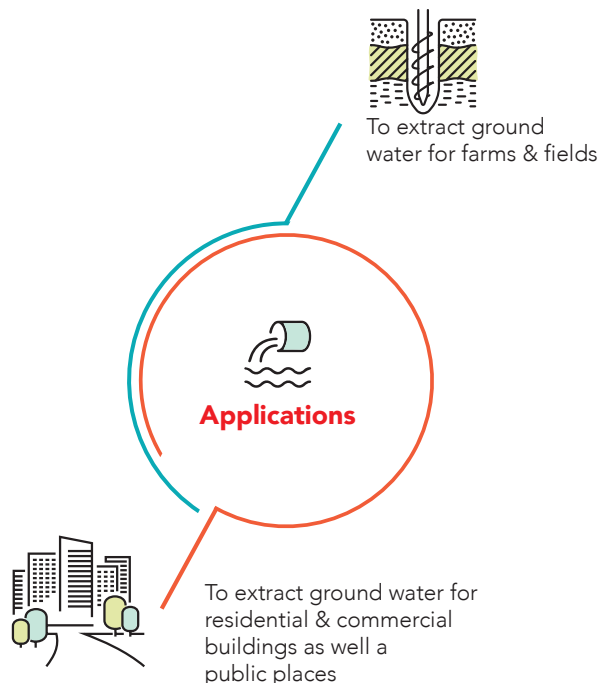 To extract ground
water for farms & fields
Applications
To extract ground water for
residential & commercial
buildings as well a
public places